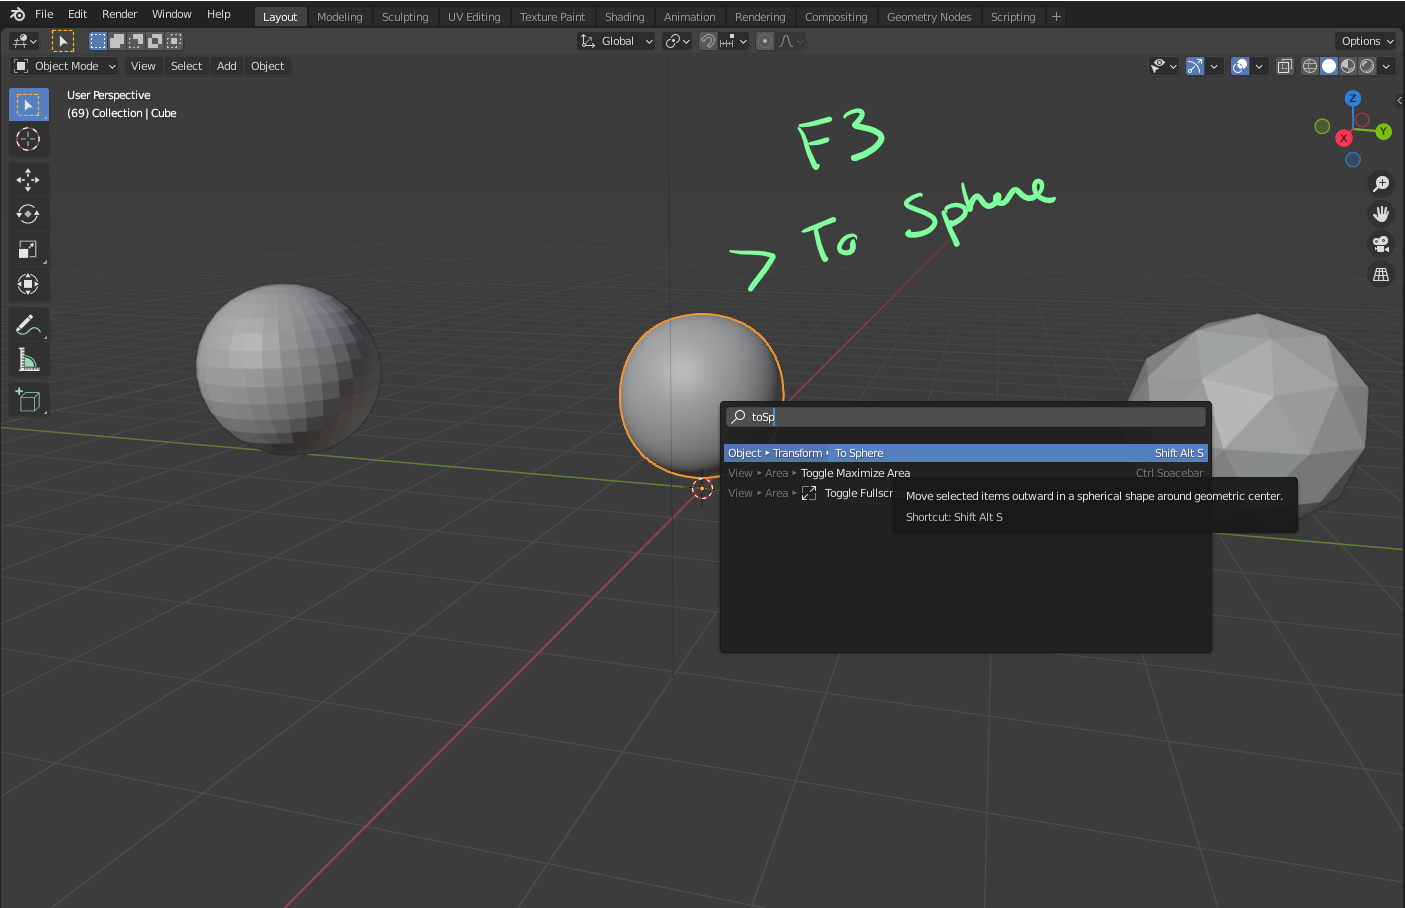 File Edit Render Window Help Layout Modeling Sculpting UV Editing Texture Paint Shading Animation Rendering Compositing Geometry Nodes Scripting +
Global Options
Object Mode View Select Add Object
User Perspective
(69) Collection | Cube
Z
Y
X
F3
> To Sphere
toSp
Object ▸ Transform ▸ To Sphere Shift Alt S
View ▸ Area ▸ Toggle Maximize Area Ctrl Spacebar
View ▸ Area ▸ Toggle Fullscr
Move selected items outward in a spherical shape around geometric center.
Shortcut: Shift Alt S